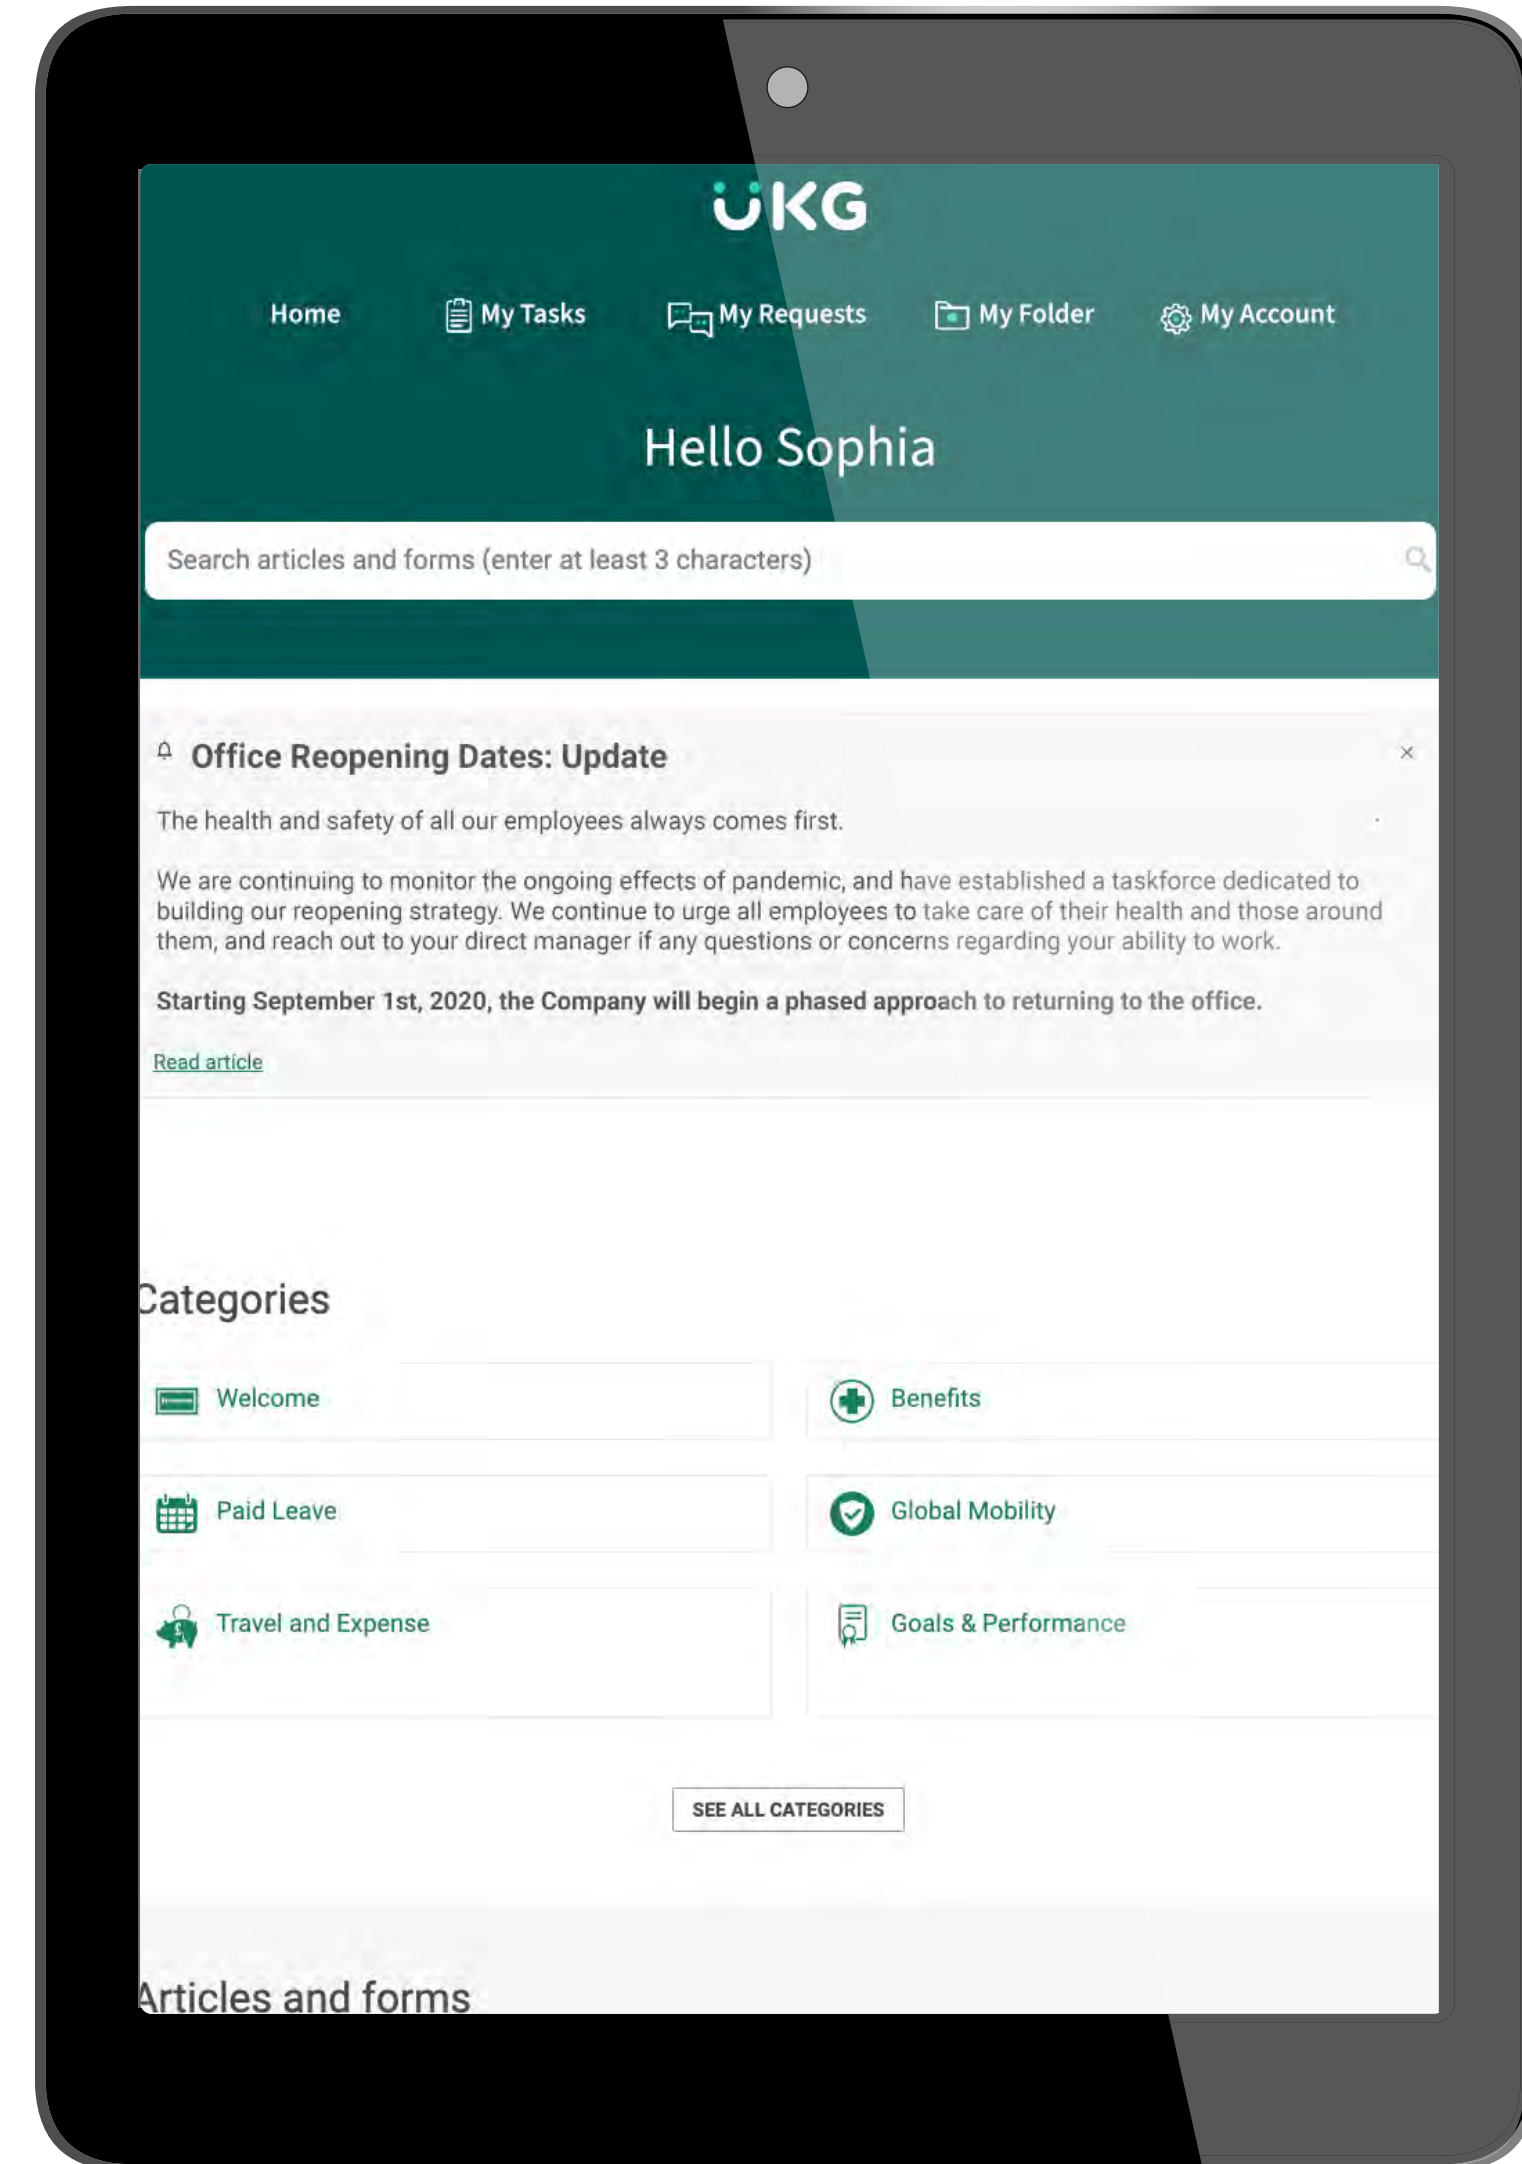 UKG
Home My Tasks My Requests My Folder My Account
Hello Sophia
Search articles and forms (enter at least 3 characters)
Office Reopening Dates: Update
The health and safety of all our employees always comes first.
We are continuing to monitor the ongoing effects of pandemic, and have established a taskforce dedicated to
building our reopening strategy. We continue to urge all employees to take care of their health and those around
them, and reach out to your direct manager if any questions or concerns regarding your ability to work.
Starting September 1st, 2020, the Company will begin a phased approach to returning to the office.
Read article
Categories
Welcome
Benefits
Paid Leave
Global Mobility
Travel and Expense
Goals & Performance
SEE ALL CATEGORIES
Articles and forms